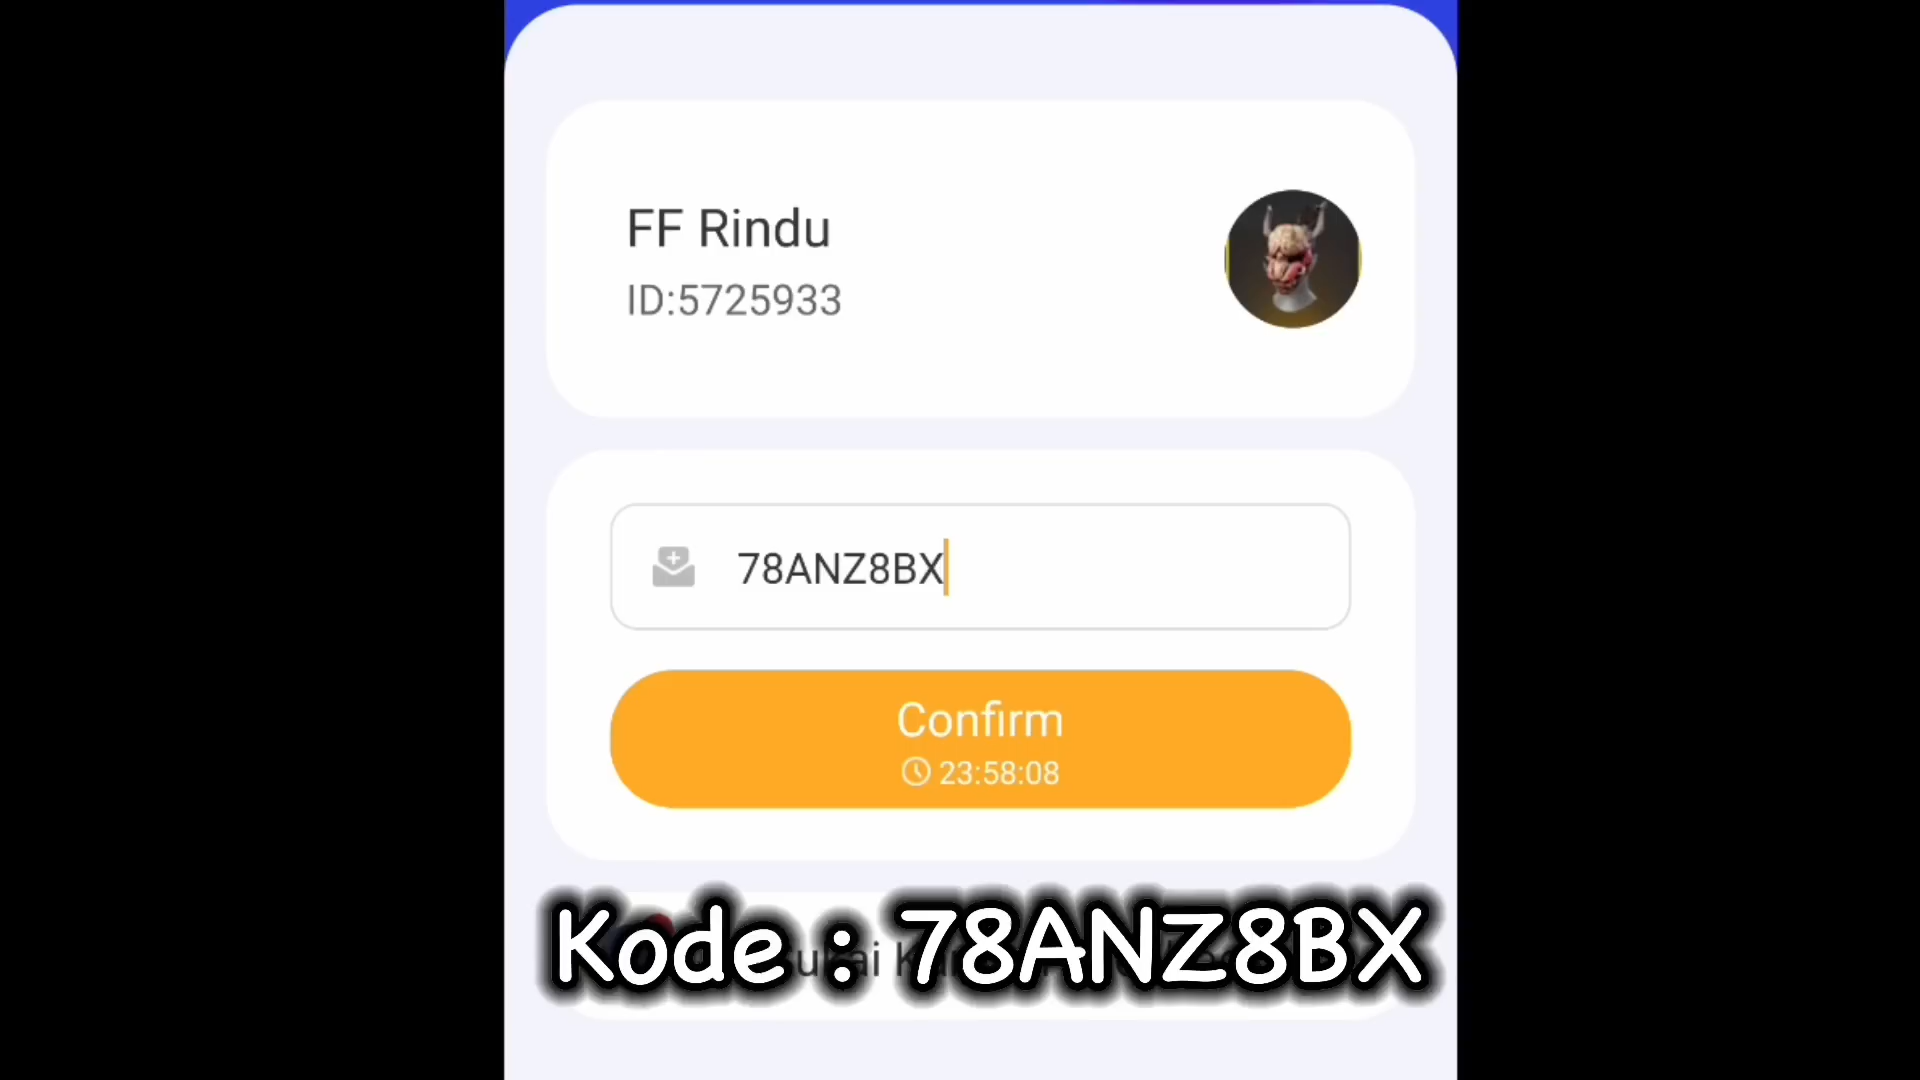 FF Rindu
ID:5725933
78ANZ8BX
Confirm
23:58:08
Kode : 78ANZ8BX